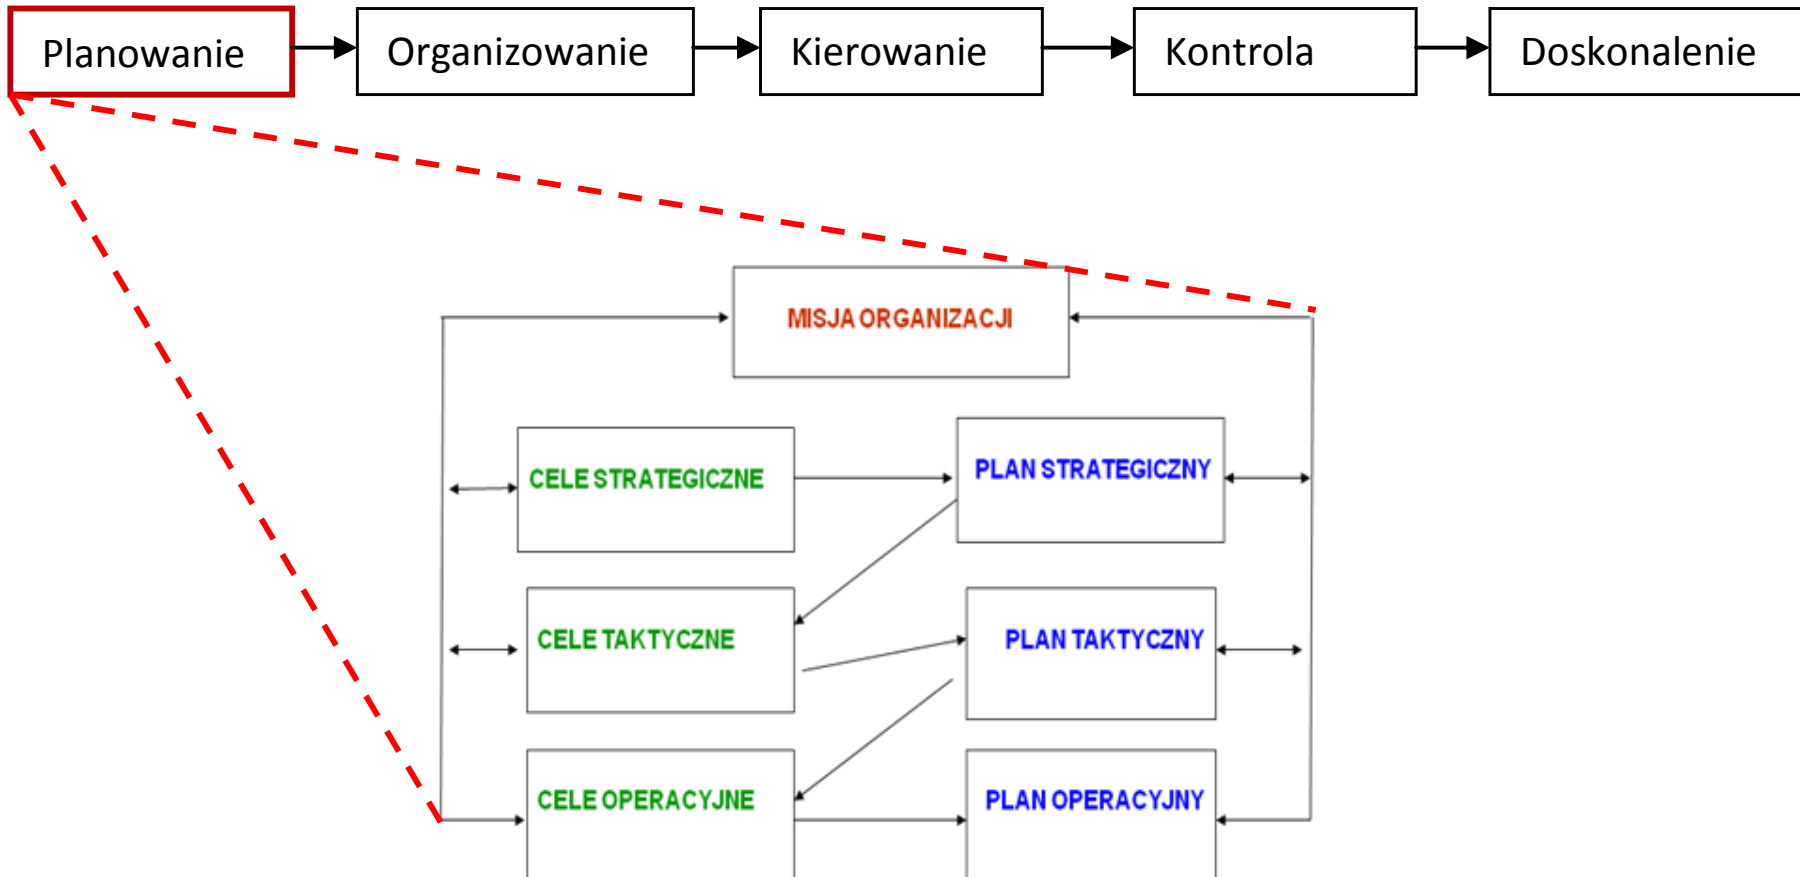 Planowanie
Organizowanie
Kierowanie
Kontrola
Doskonalenie
MISJA ORGANIZACJI
CELE STRATEGICZNE
PLAN STRATEGICZNY
CELE TAKTYCZNE
PLAN TAKTYCZNY
CELE OPERACYJNE
PLAN OPERACYJNY